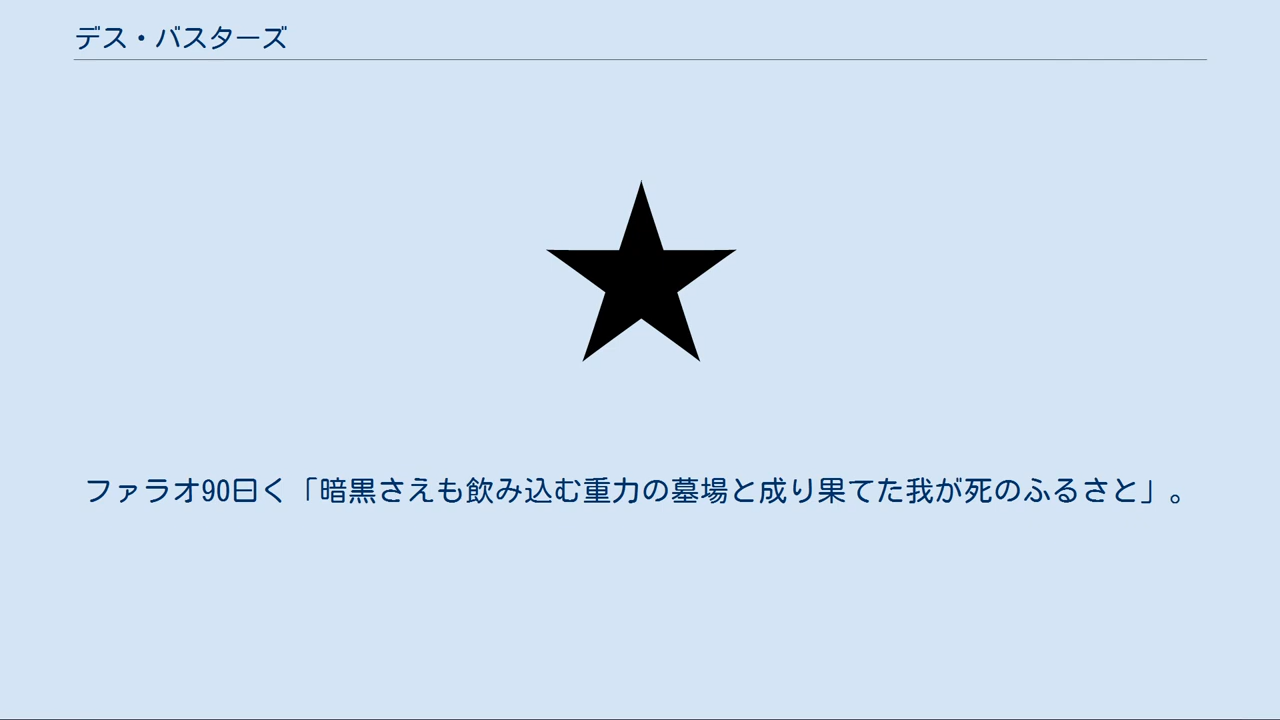 デス・バスターズ
ファラオ90曰く「暗黒さえも飲み込む重力の墓場と成り果てた我が死のふるさと」。